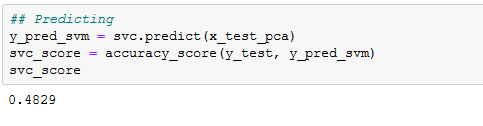 ## Predicting
y_pred_svm = svc.predict(x_test_pca)
svc_score = accuracy_score(y_test, y_pred_svm)
svc_score
0.4829